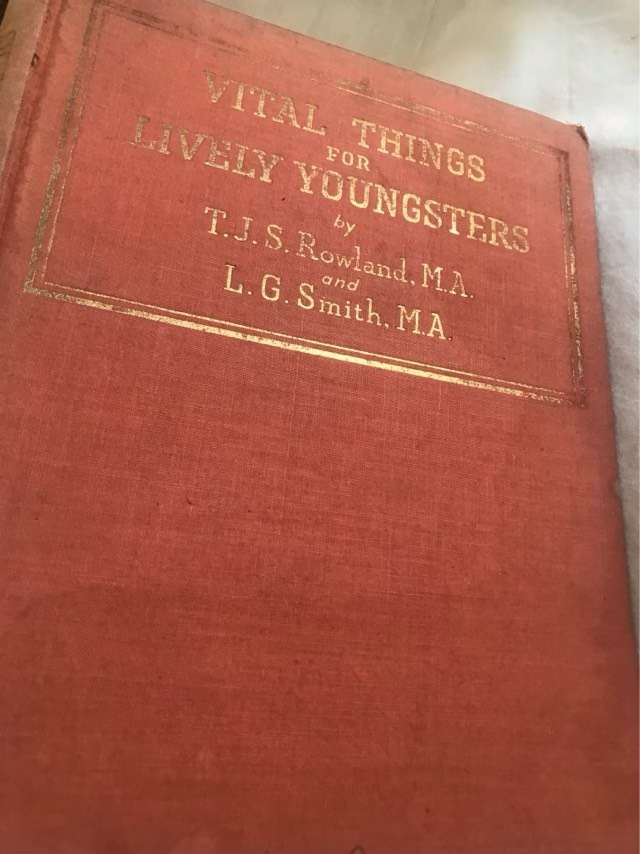 VITAL THINGS
FOR
LIVELY YOUNGSTERS
by
T.J.S. Rowland, M.A.
and
L. G. Smith, M.A.